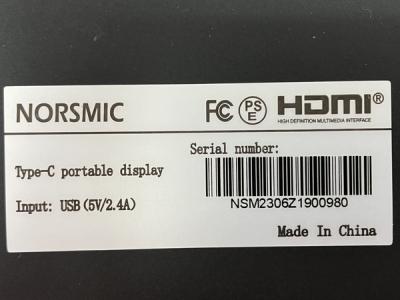 NORSMIC
FC
PS
E
HDMI®
HIGH DEFINITION MULTIMEDIA INTERFACE
Type-C portable display
Input: USB(5V/2.4A)
Serial number:
NSM2306Z1900980
Made In China